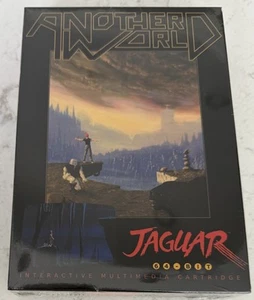 ANOTHER
WORLD
JAGUAR
64-BIT
INTERACTIVE MULTIMEDIA CARTRIDGE